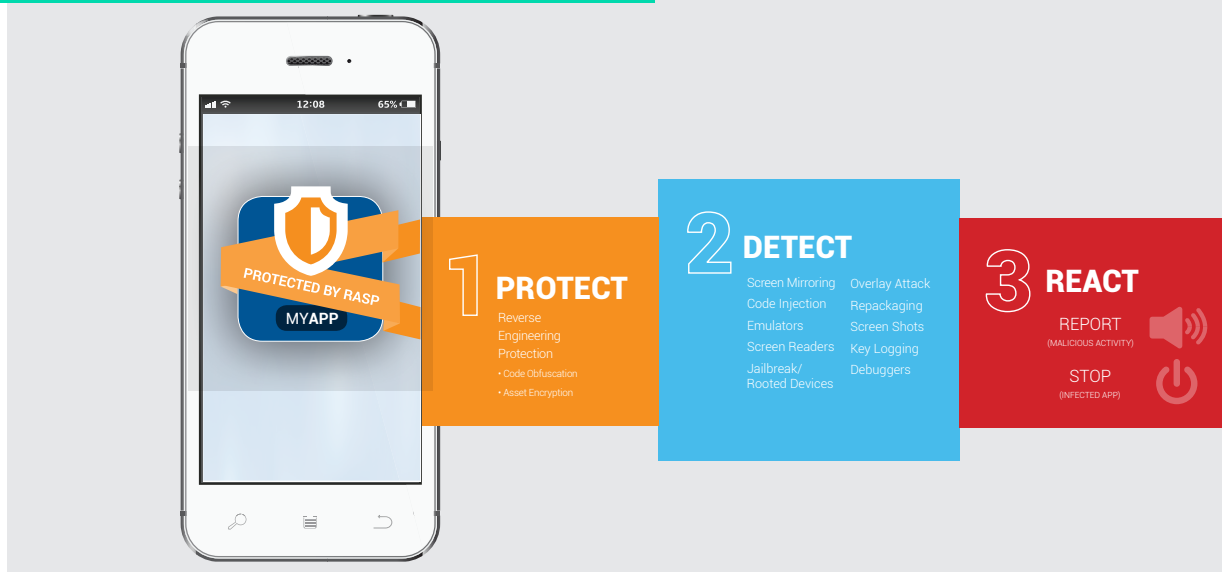 12:08
65%
PROTECTED BY RASP
MYAPP
1
PROTECT
Reverse
Engineering
Protection
• Code Obfuscation
• Asset Encryption
2
DETECT
Screen Mirroring
Code Injection
Emulators
Screen Readers
Jailbreak/
Rooted Devices
Overlay Attack
Repackaging
Screen Shots
Key Logging
Debuggers
3
REACT
REPORT
(MALICIOUS ACTIVITY)
STOP
(INFECTED APP)